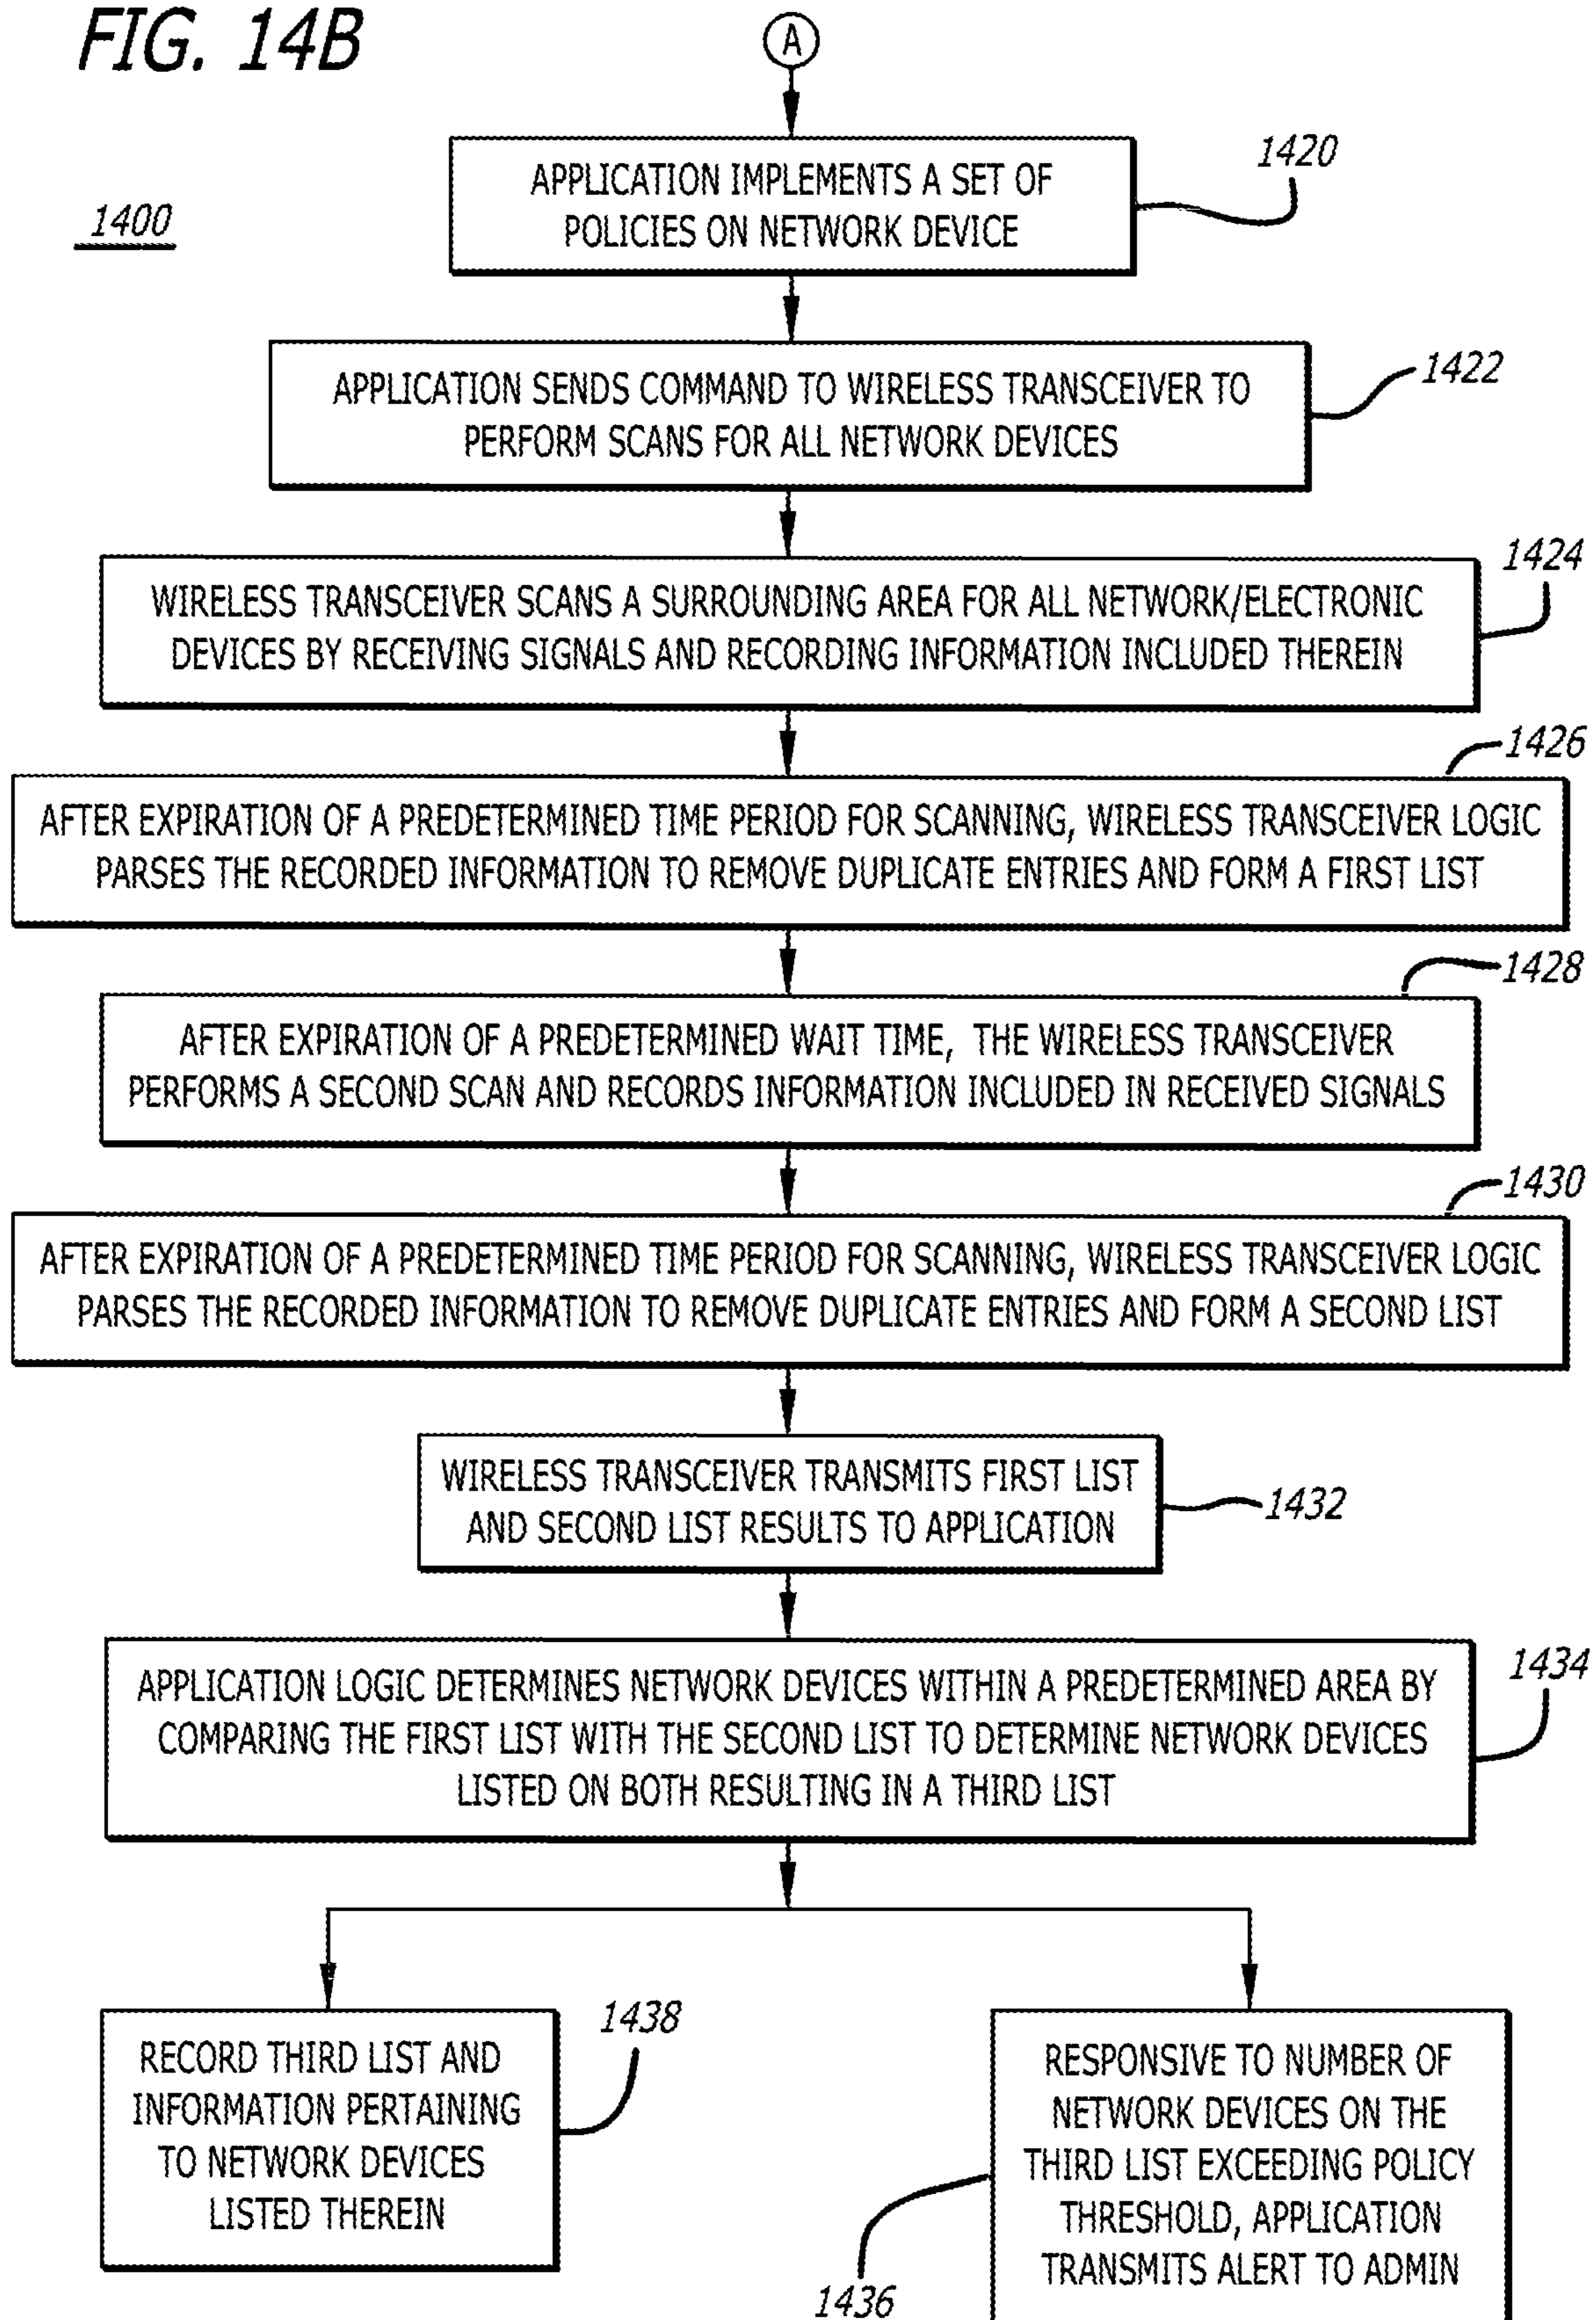 FIG. 14B
A
1400
APPLICATION IMPLEMENTS A SET OF
POLICIES ON NETWORK DEVICE
1420
APPLICATION SENDS COMMAND TO WIRELESS TRANSCEIVER TO
PERFORM SCANS FOR ALL NETWORK DEVICES
1422
WIRELESS TRANSCEIVER SCANS A SURROUNDING AREA FOR ALL NETWORK/ELECTRONIC
DEVICES BY RECEIVING SIGNALS AND RECORDING INFORMATION INCLUDED THEREIN
1424
AFTER EXPIRATION OF A PREDETERMINED TIME PERIOD FOR SCANNING, WIRELESS TRANSCEIVER LOGIC
PARSES THE RECORDED INFORMATION TO REMOVE DUPLICATE ENTRIES AND FORM A FIRST LIST
1426
AFTER EXPIRATION OF A PREDETERMINED WAIT TIME, THE WIRELESS TRANSCEIVER
PERFORMS A SECOND SCAN AND RECORDS INFORMATION INCLUDED IN RECEIVED SIGNALS
1428
AFTER EXPIRATION OF A PREDETERMINED TIME PERIOD FOR SCANNING, WIRELESS TRANSCEIVER LOGIC
PARSES THE RECORDED INFORMATION TO REMOVE DUPLICATE ENTRIES AND FORM A SECOND LIST
1430
WIRELESS TRANSCEIVER TRANSMITS FIRST LIST
AND SECOND LIST RESULTS TO APPLICATION
1432
APPLICATION LOGIC DETERMINES NETWORK DEVICES WITHIN A PREDETERMINED AREA BY
COMPARING THE FIRST LIST WITH THE SECOND LIST TO DETERMINE NETWORK DEVICES
LISTED ON BOTH RESULTING IN A THIRD LIST
1434
RECORD THIRD LIST AND
INFORMATION PERTAINING
TO NETWORK DEVICES
LISTED THEREIN
1438
RESPONSIVE TO NUMBER OF
NETWORK DEVICES ON THE
THIRD LIST EXCEEDING POLICY
THRESHOLD, APPLICATION
TRANSMITS ALERT TO ADMIN
1436